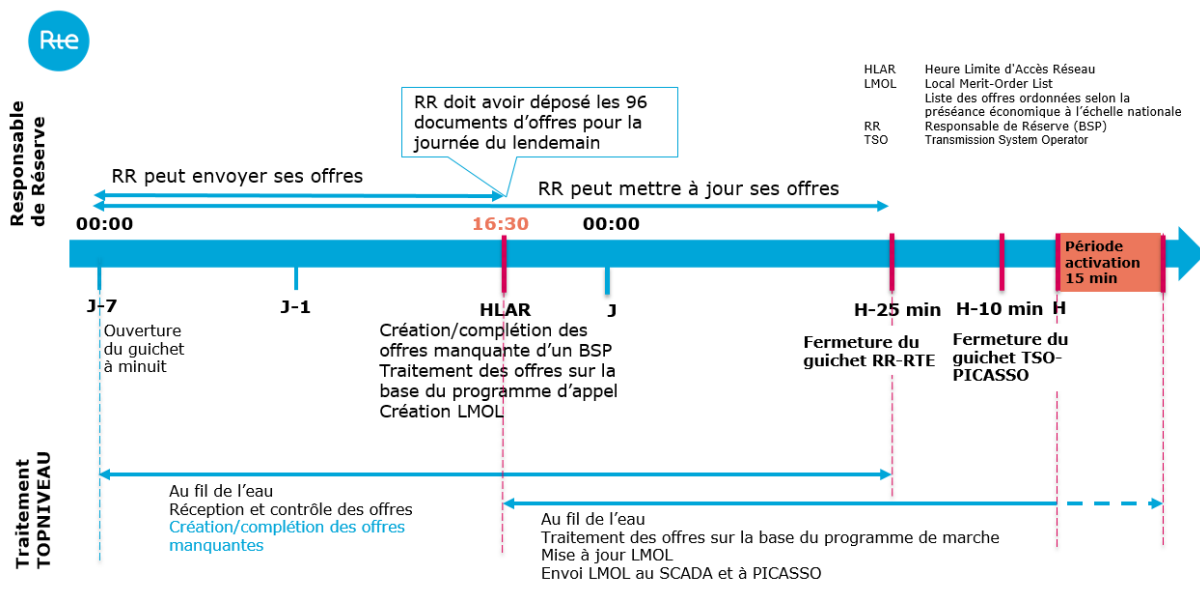 Rte
HLAR Heure Limite d'Accès Réseau
LMOL Local Merit-Order List
Liste des offres ordonnées selon la
préséance économique à l'échelle nationale
RR Responsable de Réserve (BSP)
TSO Transmission System Operator
Responsable
de Réserve
RR doit avoir déposé les 96
documents d'offres pour la
journée du lendemain
RR peut envoyer ses offres
RR peut mettre à jour ses offres
00:00
16:30
00:00
Période
activation
15 min
J-7
J-1
HLAR
J
H-25 min
H-10 min
H
Ouverture
du guichet
à minuit
Création/complétion des
offres manquante d'un BSP
Traitement des offres sur la
base du programme d'appel
Création LMOL
Fermeture du
guichet RR-RTE
Fermeture du
guichet TSO-
PICASSO
Traitement
TOPNIVEAU
Au fil de l'eau
Réception et contrôle des offres
Création/complétion des offres
manquantes
Au fil de l'eau
Traitement des offres sur la base du programme de marche
Mise à jour LMOL
Envoi LMOL au SCADA et à PICASSO